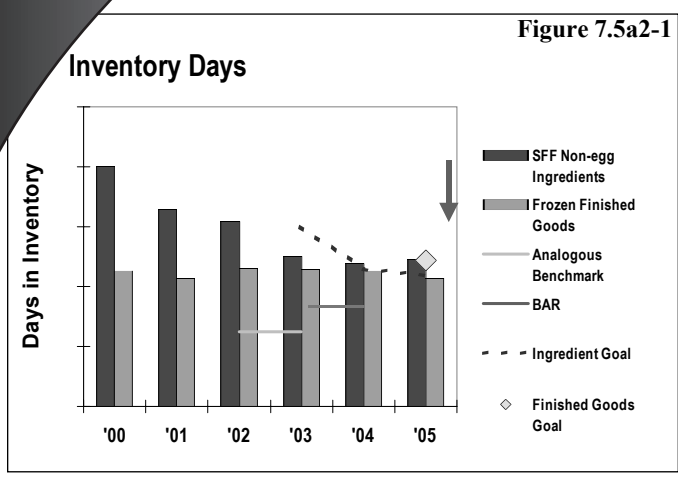 Figure 7.5a2-1
Inventory Days
Days in Inventory
'00 '01 '02 '03 '04 '05
SFF Non-egg
Ingredients
Frozen Finished
Goods
Analogous
Benchmark
BAR
Ingredient Goal
Finished Goods
Goal